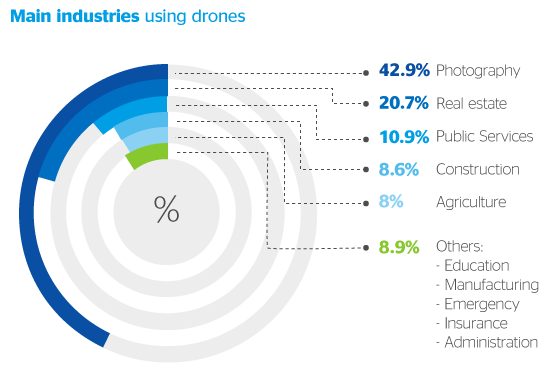 Main industries using drones
%
42.9% Photography
20.7% Real estate
10.9% Public Services
8.6% Construction
8% Agriculture
8.9% Others:
- Education
- Manufacturing
- Emergency
- Insurance
- Administration